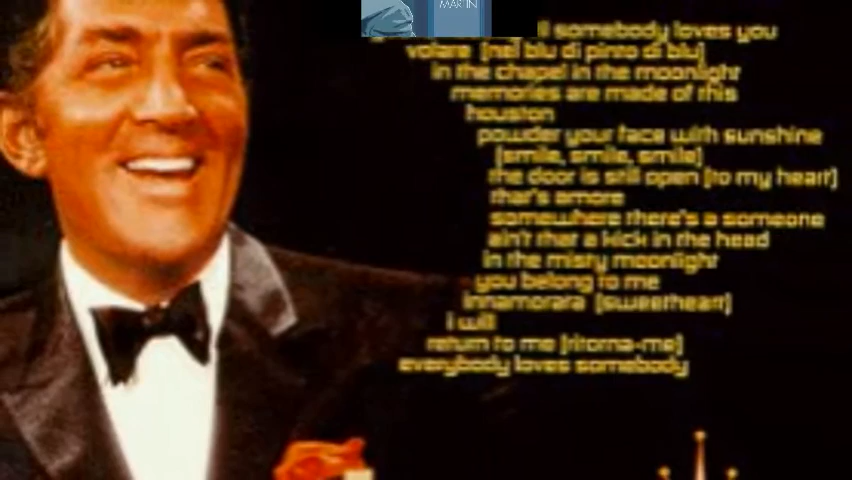 MARTIN
somebody loves you
volare (nel blu di pinto di blu)
in the chapel in the moonlight
memories are made of this
houston
powder your face with sunshine
(smile, smile, smile)
the door is still open (to my heart)
that's amore
somewhere there's a someone
ain't that a kick in the head
in the misty moonlight
you belong to me
innamorata (sweetheart)
i will
return to me (ritorna-me)
everybody loves somebody